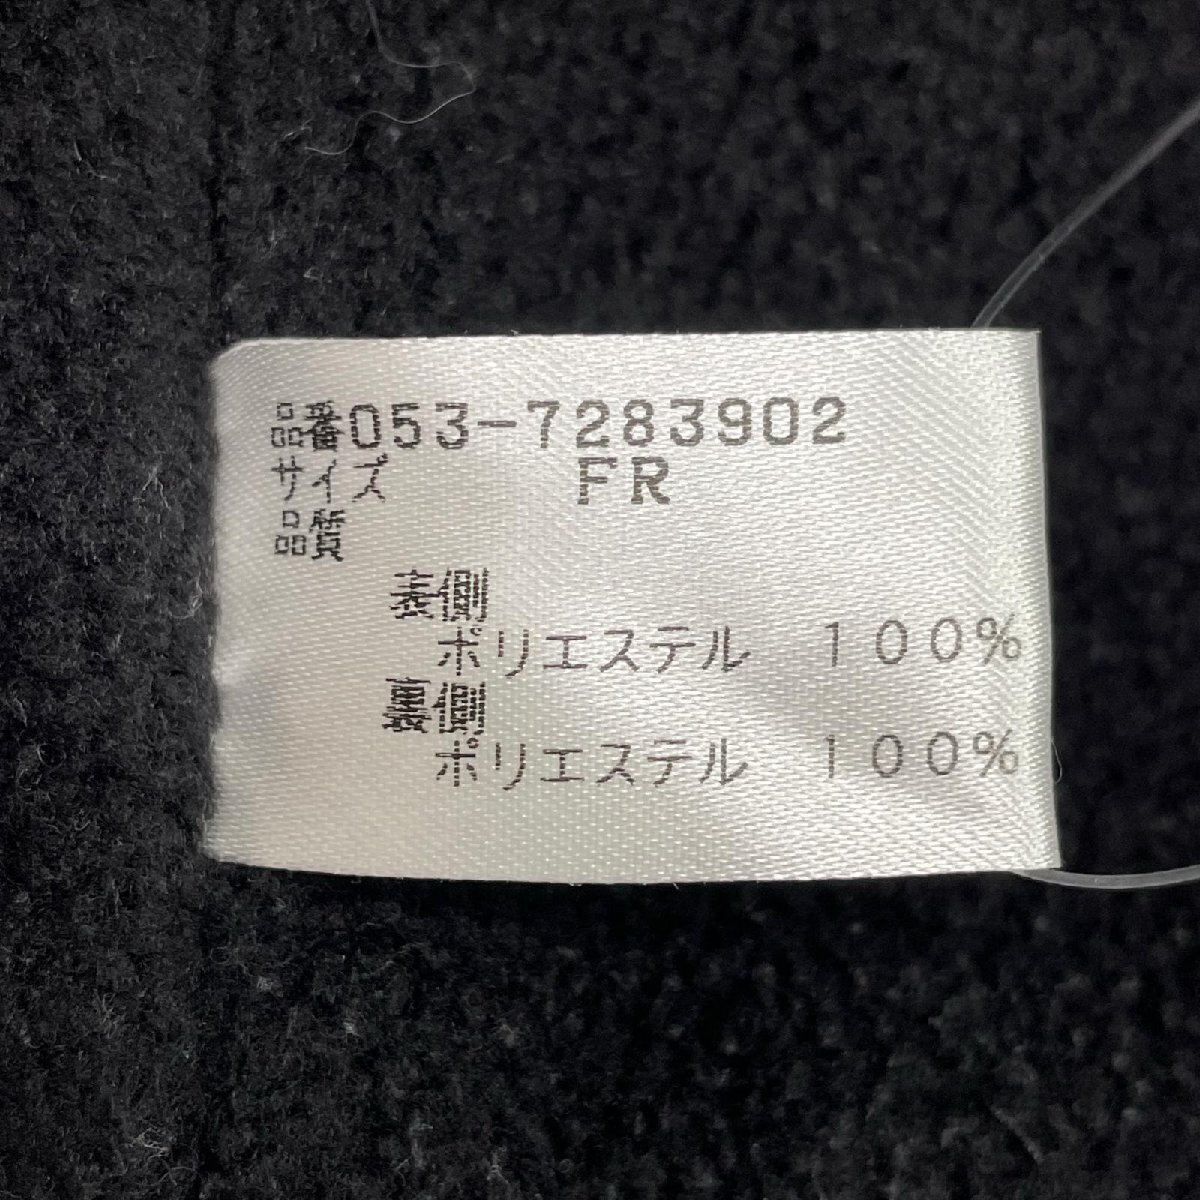 品番053-7283902
サイズ FR
品質
表側
ポリエステル 100%
裏側
ポリエステル 100%